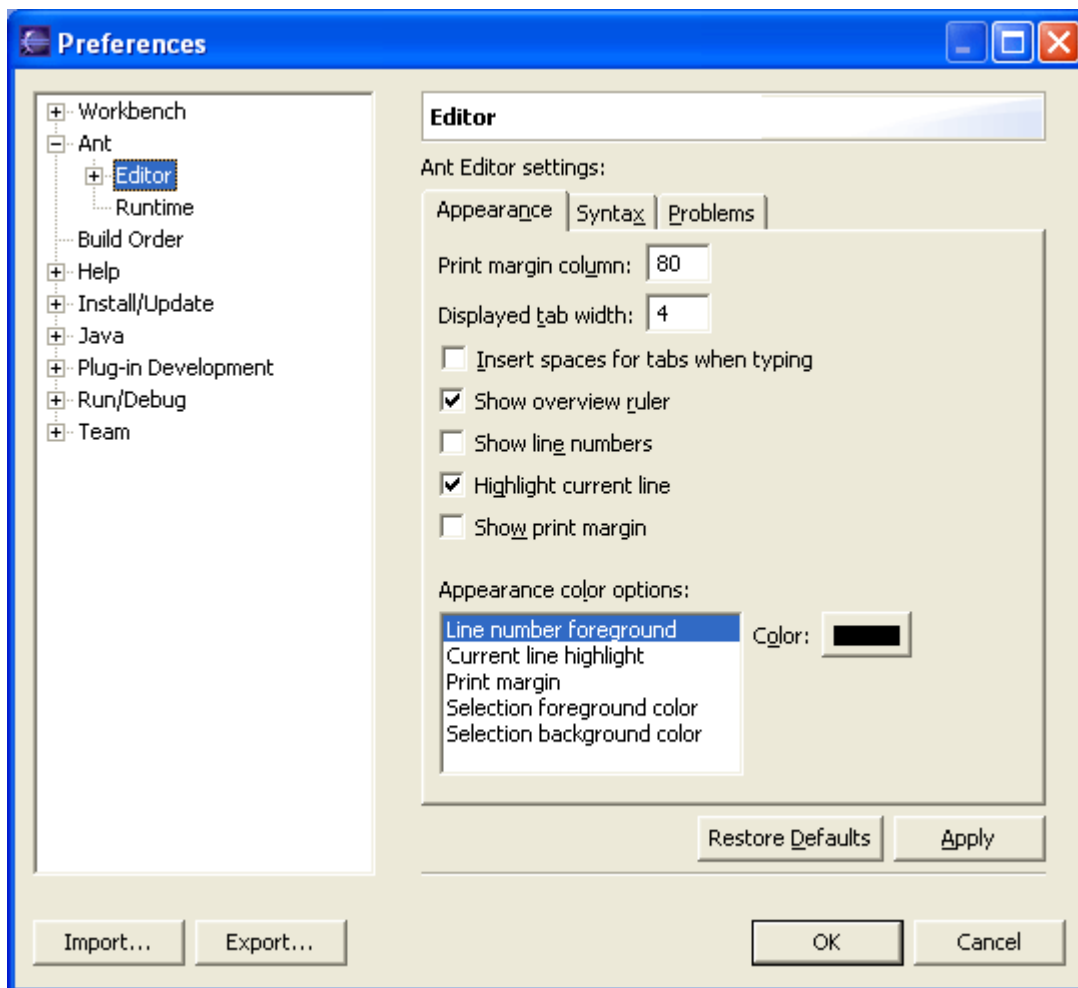 Preferences
Workbench
Ant
Editor
Runtime
Build Order
Help
Install/Update
Java
Plug-in Development
Run/Debug
Team
Editor
Ant Editor settings:
Appearance Syntax Problems
Print margin column: 80
Displayed tab width: 4
Insert spaces for tabs when typing
Show overview ruler
Show line numbers
Highlight current line
Show print margin
Appearance color options:
Line number foreground
Current line highlight
Print margin
Selection foreground color
Selection background color
Color:
Restore Defaults Apply
Import... Export... OK Cancel